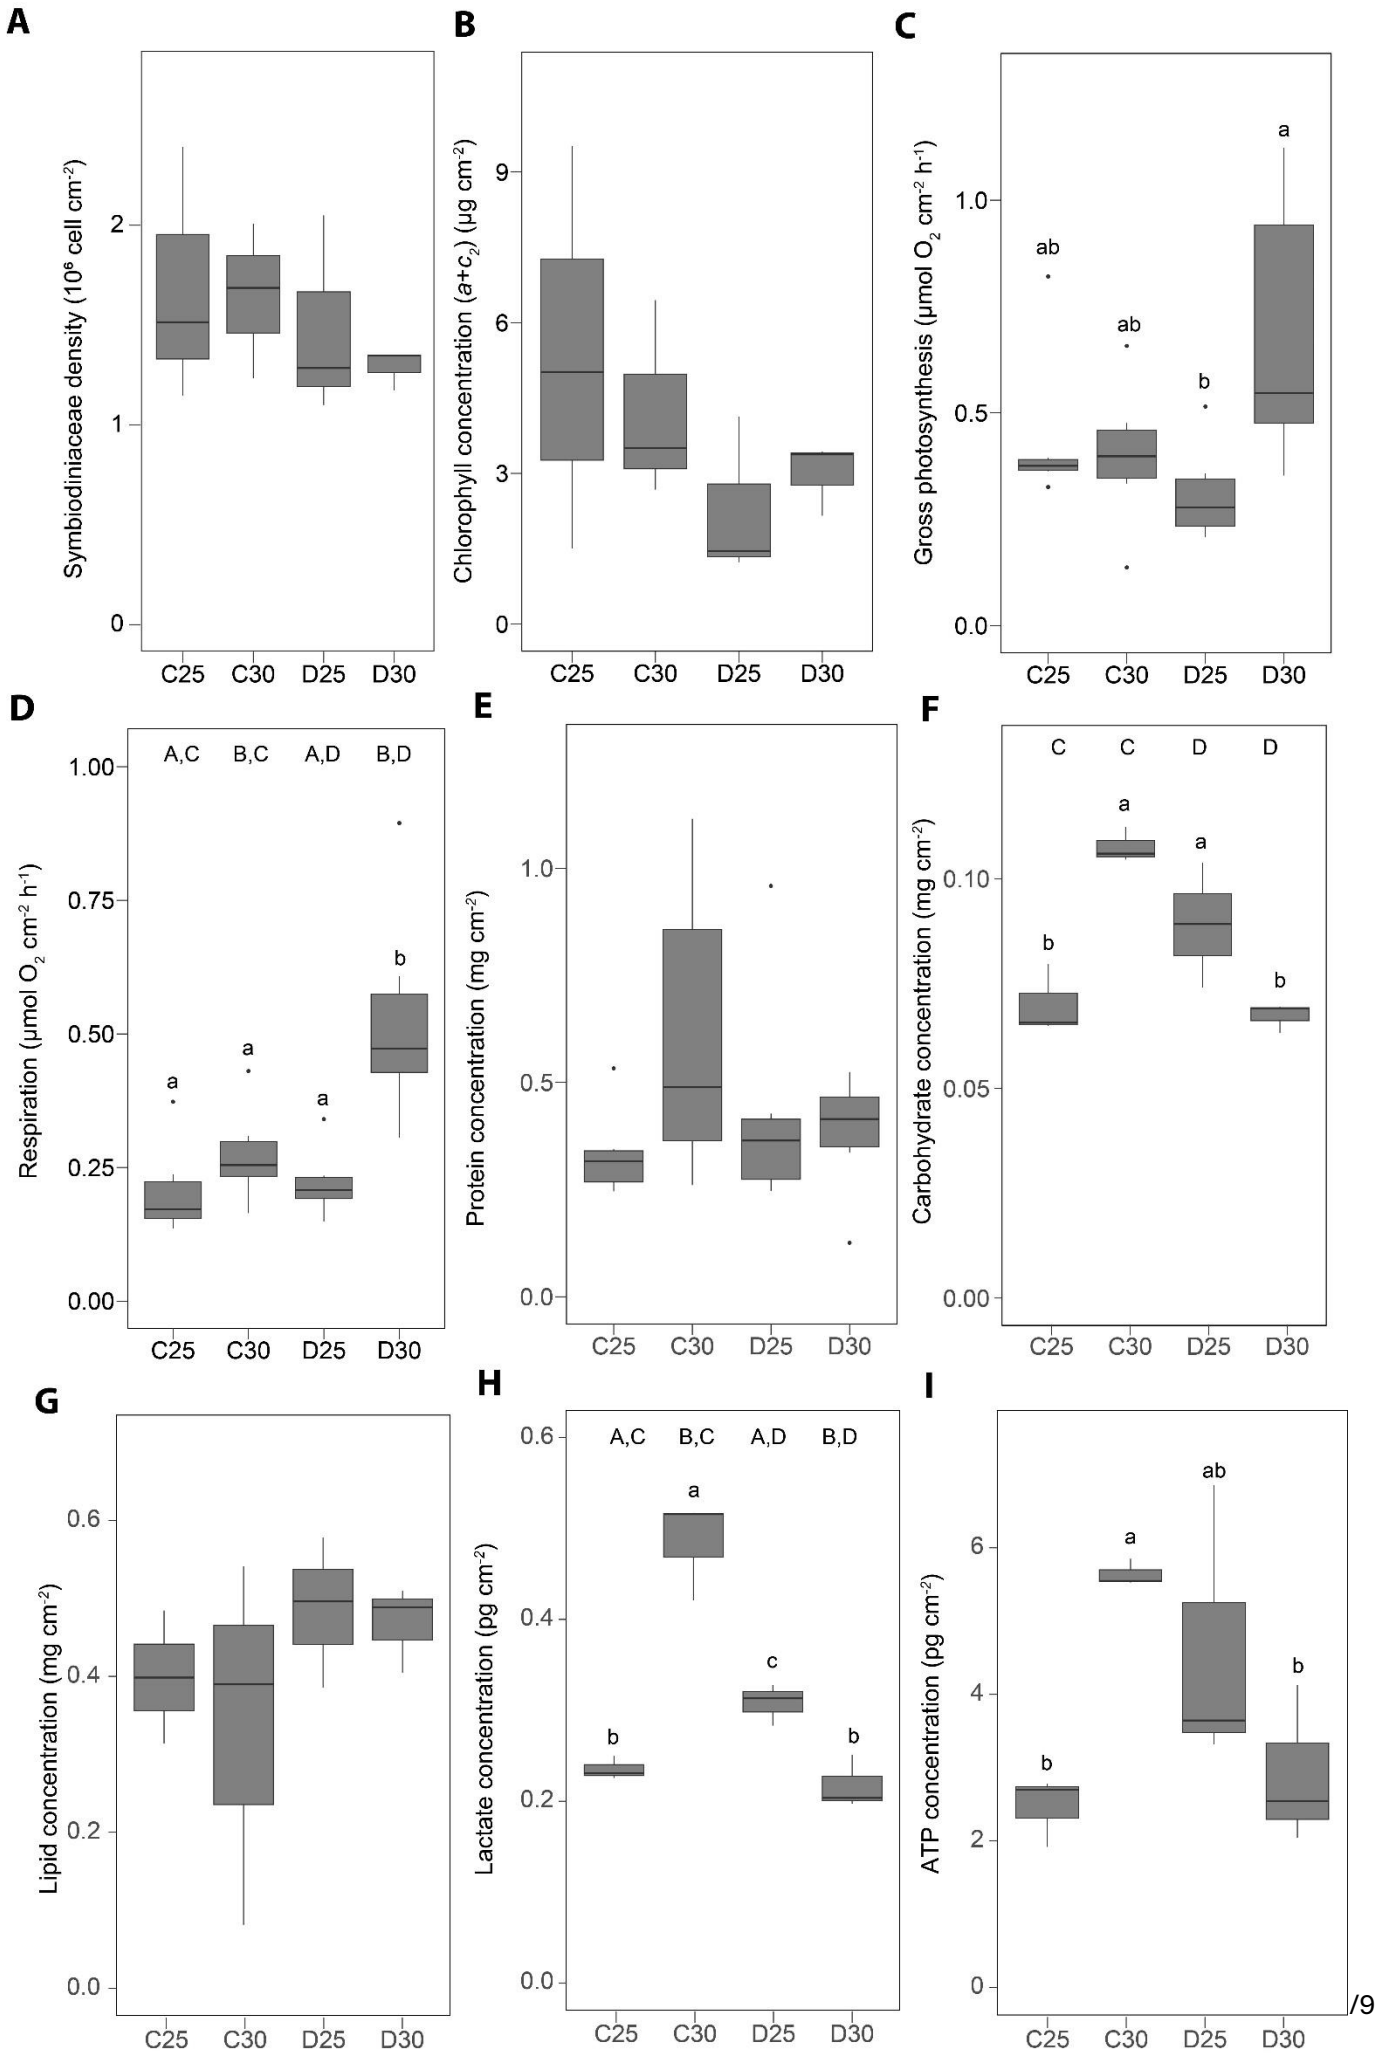 A
B
C
Symbiodiniaceae density (10⁶ cell cm⁻²)
2
1
0
C25 C30 D25 D30
Chlorophyll concentration (a+c₂) (µg cm⁻²)
9
6
3
0
C25 C30 D25 D30
Gross photosynthesis (µmol O₂ cm⁻² h⁻¹)
1.0
0.5
0.0
ab
ab
b
a
C25 C30 D25 D30
D
E
F
Respiration (µmol O₂ cm⁻² h⁻¹)
1.00
0.75
0.50
0.25
0.00
A,C B,C A,D B,D
a
a
a
b
C25 C30 D25 D30
Protein concentration (mg cm⁻²)
1.0
0.5
0.0
C25 C30 D25 D30
Carbohydrate concentration (mg cm⁻²)
0.10
0.05
0.00
C C D D
b
a
a
b
C25 C30 D25 D30
G
H
I
Lipid concentration (mg cm⁻²)
0.6
0.4
0.2
0.0
C25 C30 D25 D30
Lactate concentration (pg cm⁻²)
0.6
0.4
0.2
0.0
A,C B,C A,D B,D
b
a
c
b
C25 C30 D25 D30
ATP concentration (pg cm⁻²)
6
4
2
0
b
a
ab
b
C25 C30 D25 D30
/9